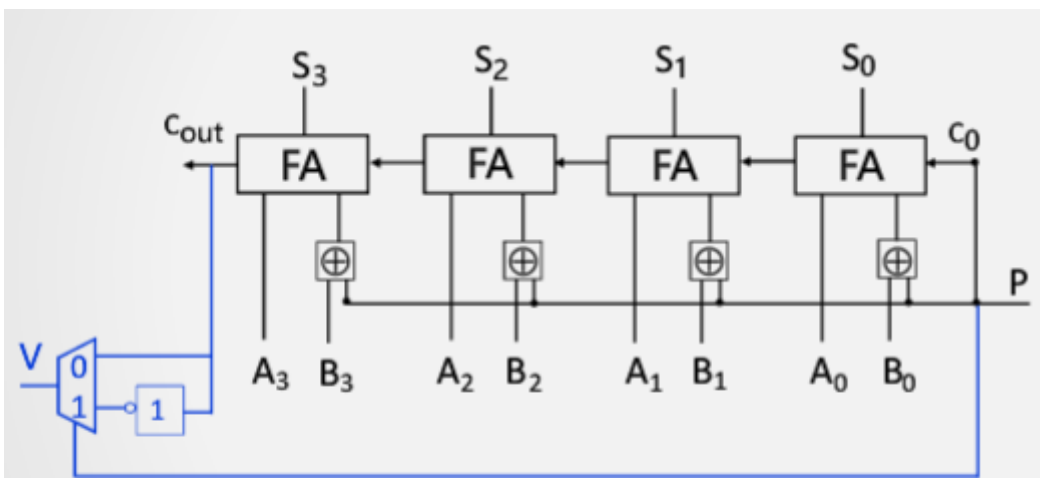 S₃ S₂ S₁ S₀
cout c₀
FA FA FA FA
⊕ ⊕ ⊕ ⊕
P
V 0 A₃ B₃ A₂ B₂ A₁ B₁ A₀ B₀
1 1